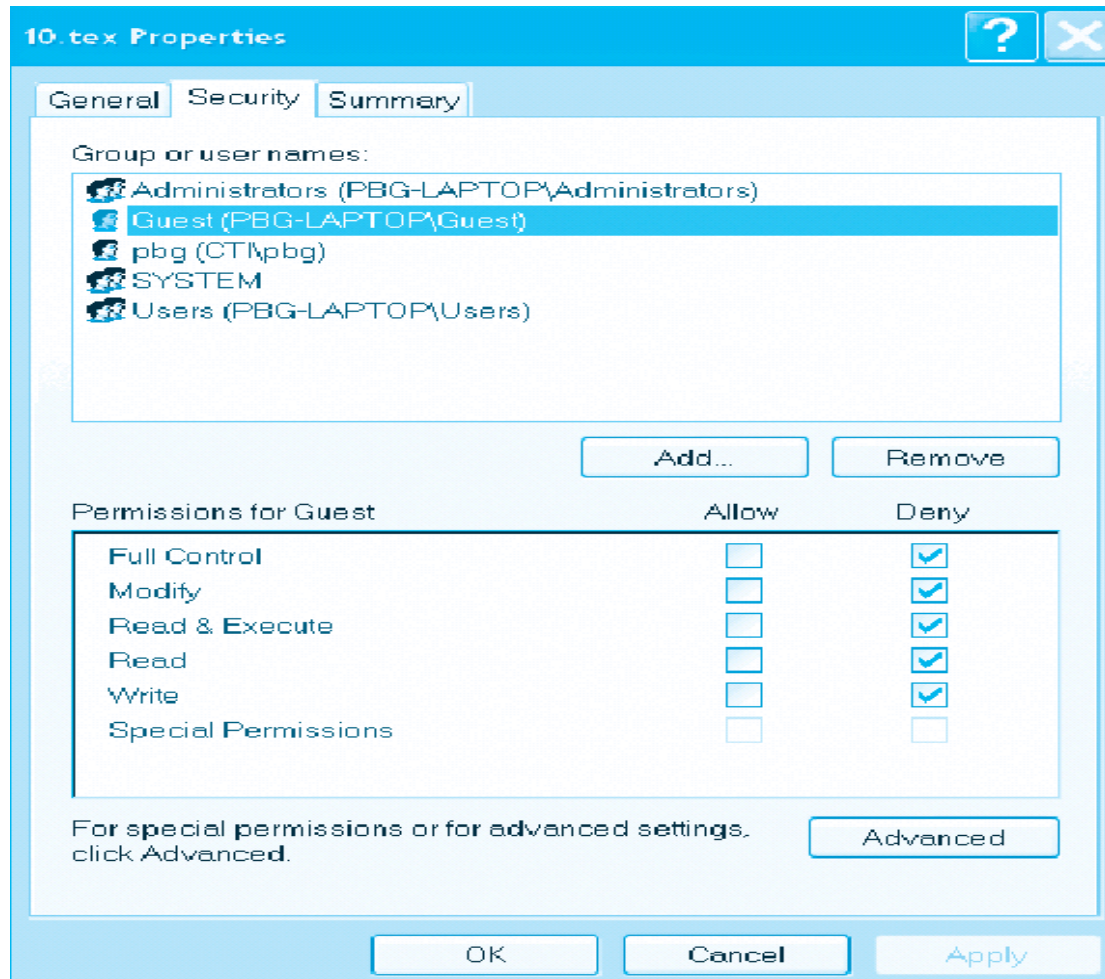 10.tex Properties
?
General Security Summary
Group or user names:
Administrators (PBG-LAPTOP\Administrators)
Guest (PBG-LAPTOP\Guest)
pbg (CTI\pbg)
SYSTEM
Users (PBG-LAPTOP\Users)
Add... Remove
Permissions for Guest Allow Deny
Full Control
Modify
Read & Execute
Read
Write
Special Permissions
For special permissions or for advanced settings,
click Advanced.
Advanced
OK Cancel Apply